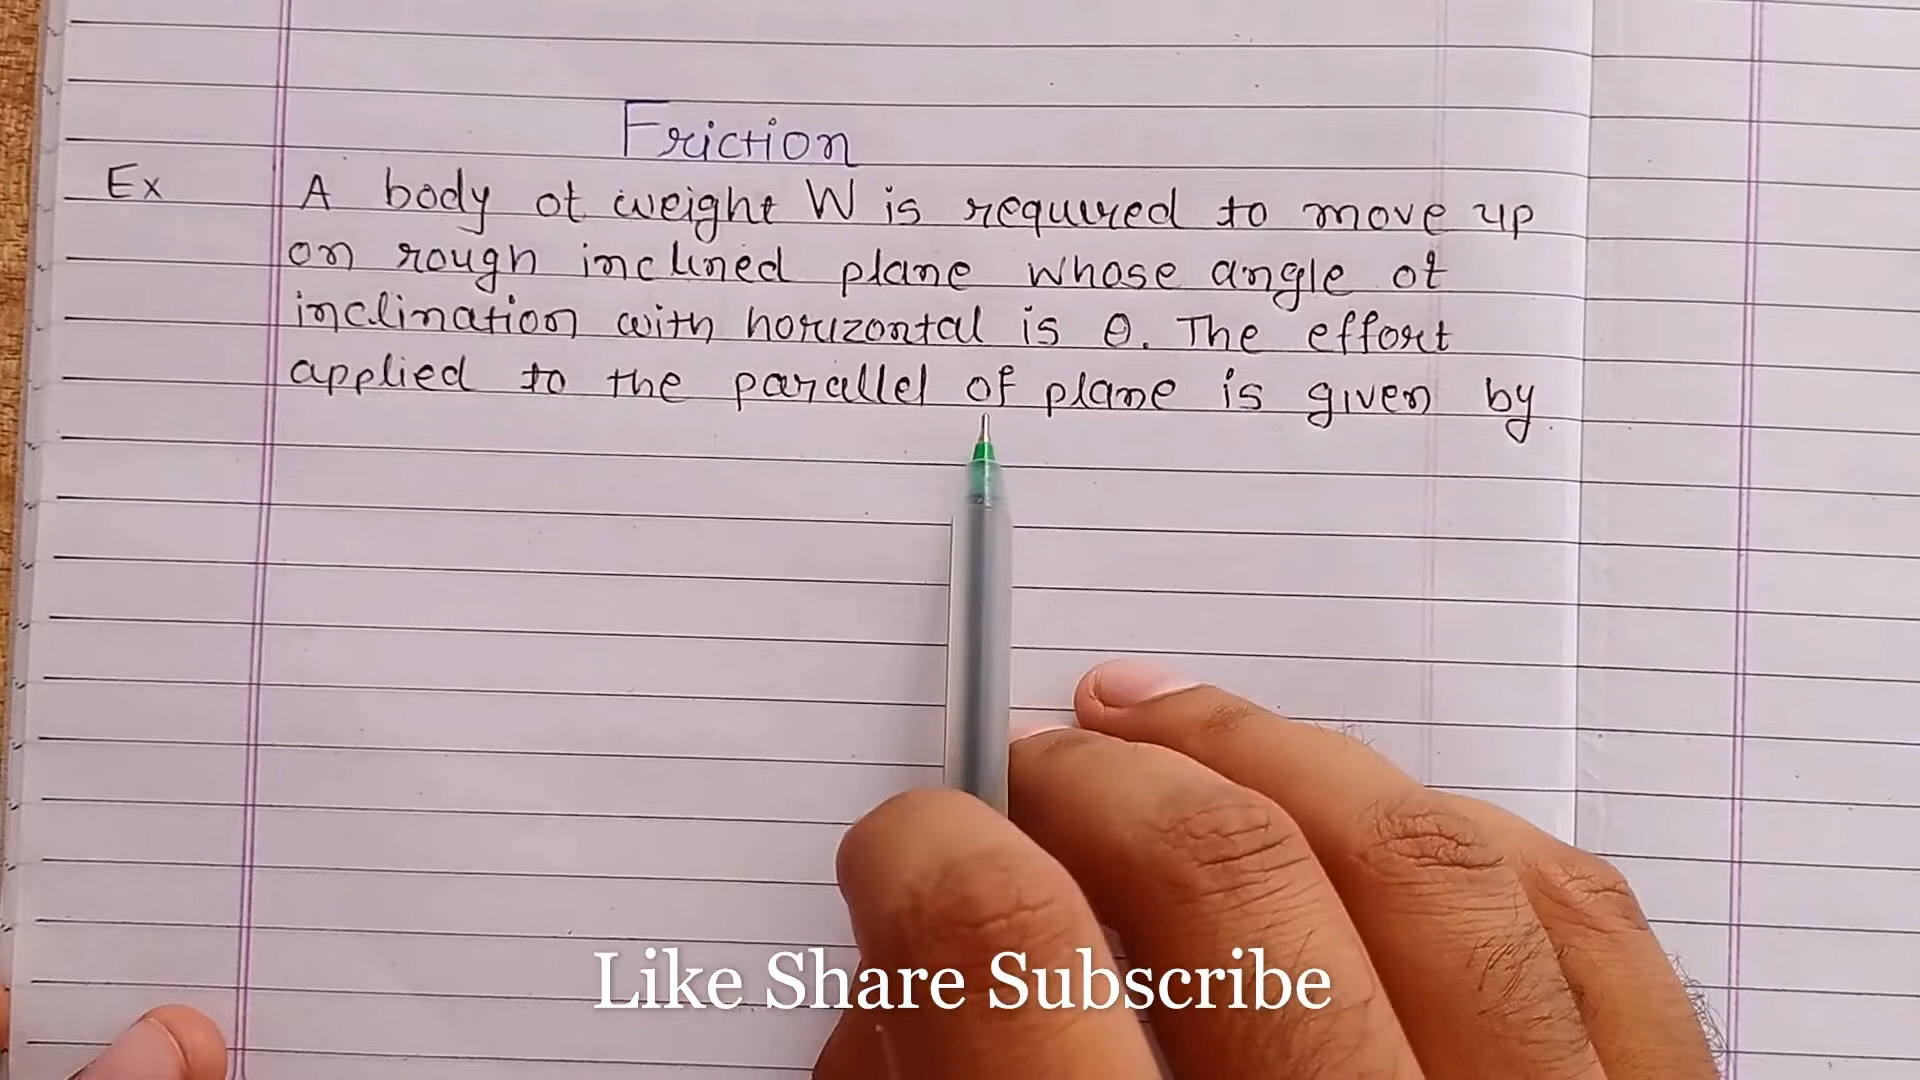 Friction
Ex A body of weight W is required to move up
on rough inclined plane whose angle of
inclination with horizontal is θ. The effort
applied to the parallel of plane is given by
Like Share Subscribe